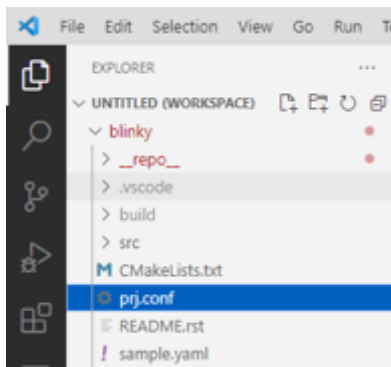 File Edit Selection View Go Run
EXPLORER ...
UNTITLED (WORKSPACE)
blinky
__repo__
.vscode
build
src
CMakeLists.txt
prj.conf
README.rst
sample.yaml